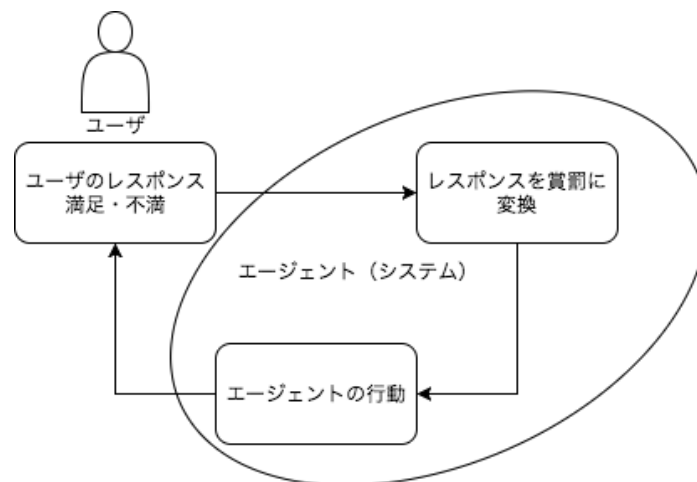 ユーザ
ユーザのレスポンス
満足・不満
レスポンスを賞罰に
変換
エージェント（システム）
エージェントの行動